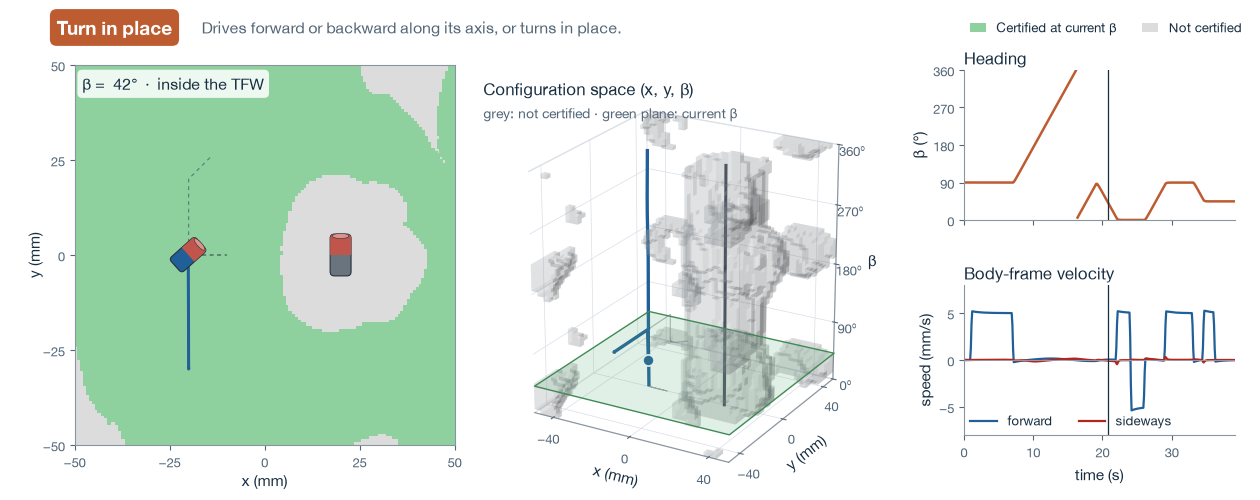 Turn in place
Drives forward or backward along its axis, or turns in place.
Certified at current β
Not certified
β = 42° · inside the TFW
50
25
0
−25
−50
y (mm)
−50
−25
0
25
50
x (mm)
Configuration space (x, y, β)
grey: not certified · green plane: current β
360°
270°
180°
90°
0°
β
−40
0
40
x (mm)
−40
0
40
y (mm)
Heading
360
270
180
90
0
β (°)
Body-frame velocity
5
0
−5
speed (mm/s)
forward
sideways
0
10
20
30
time (s)